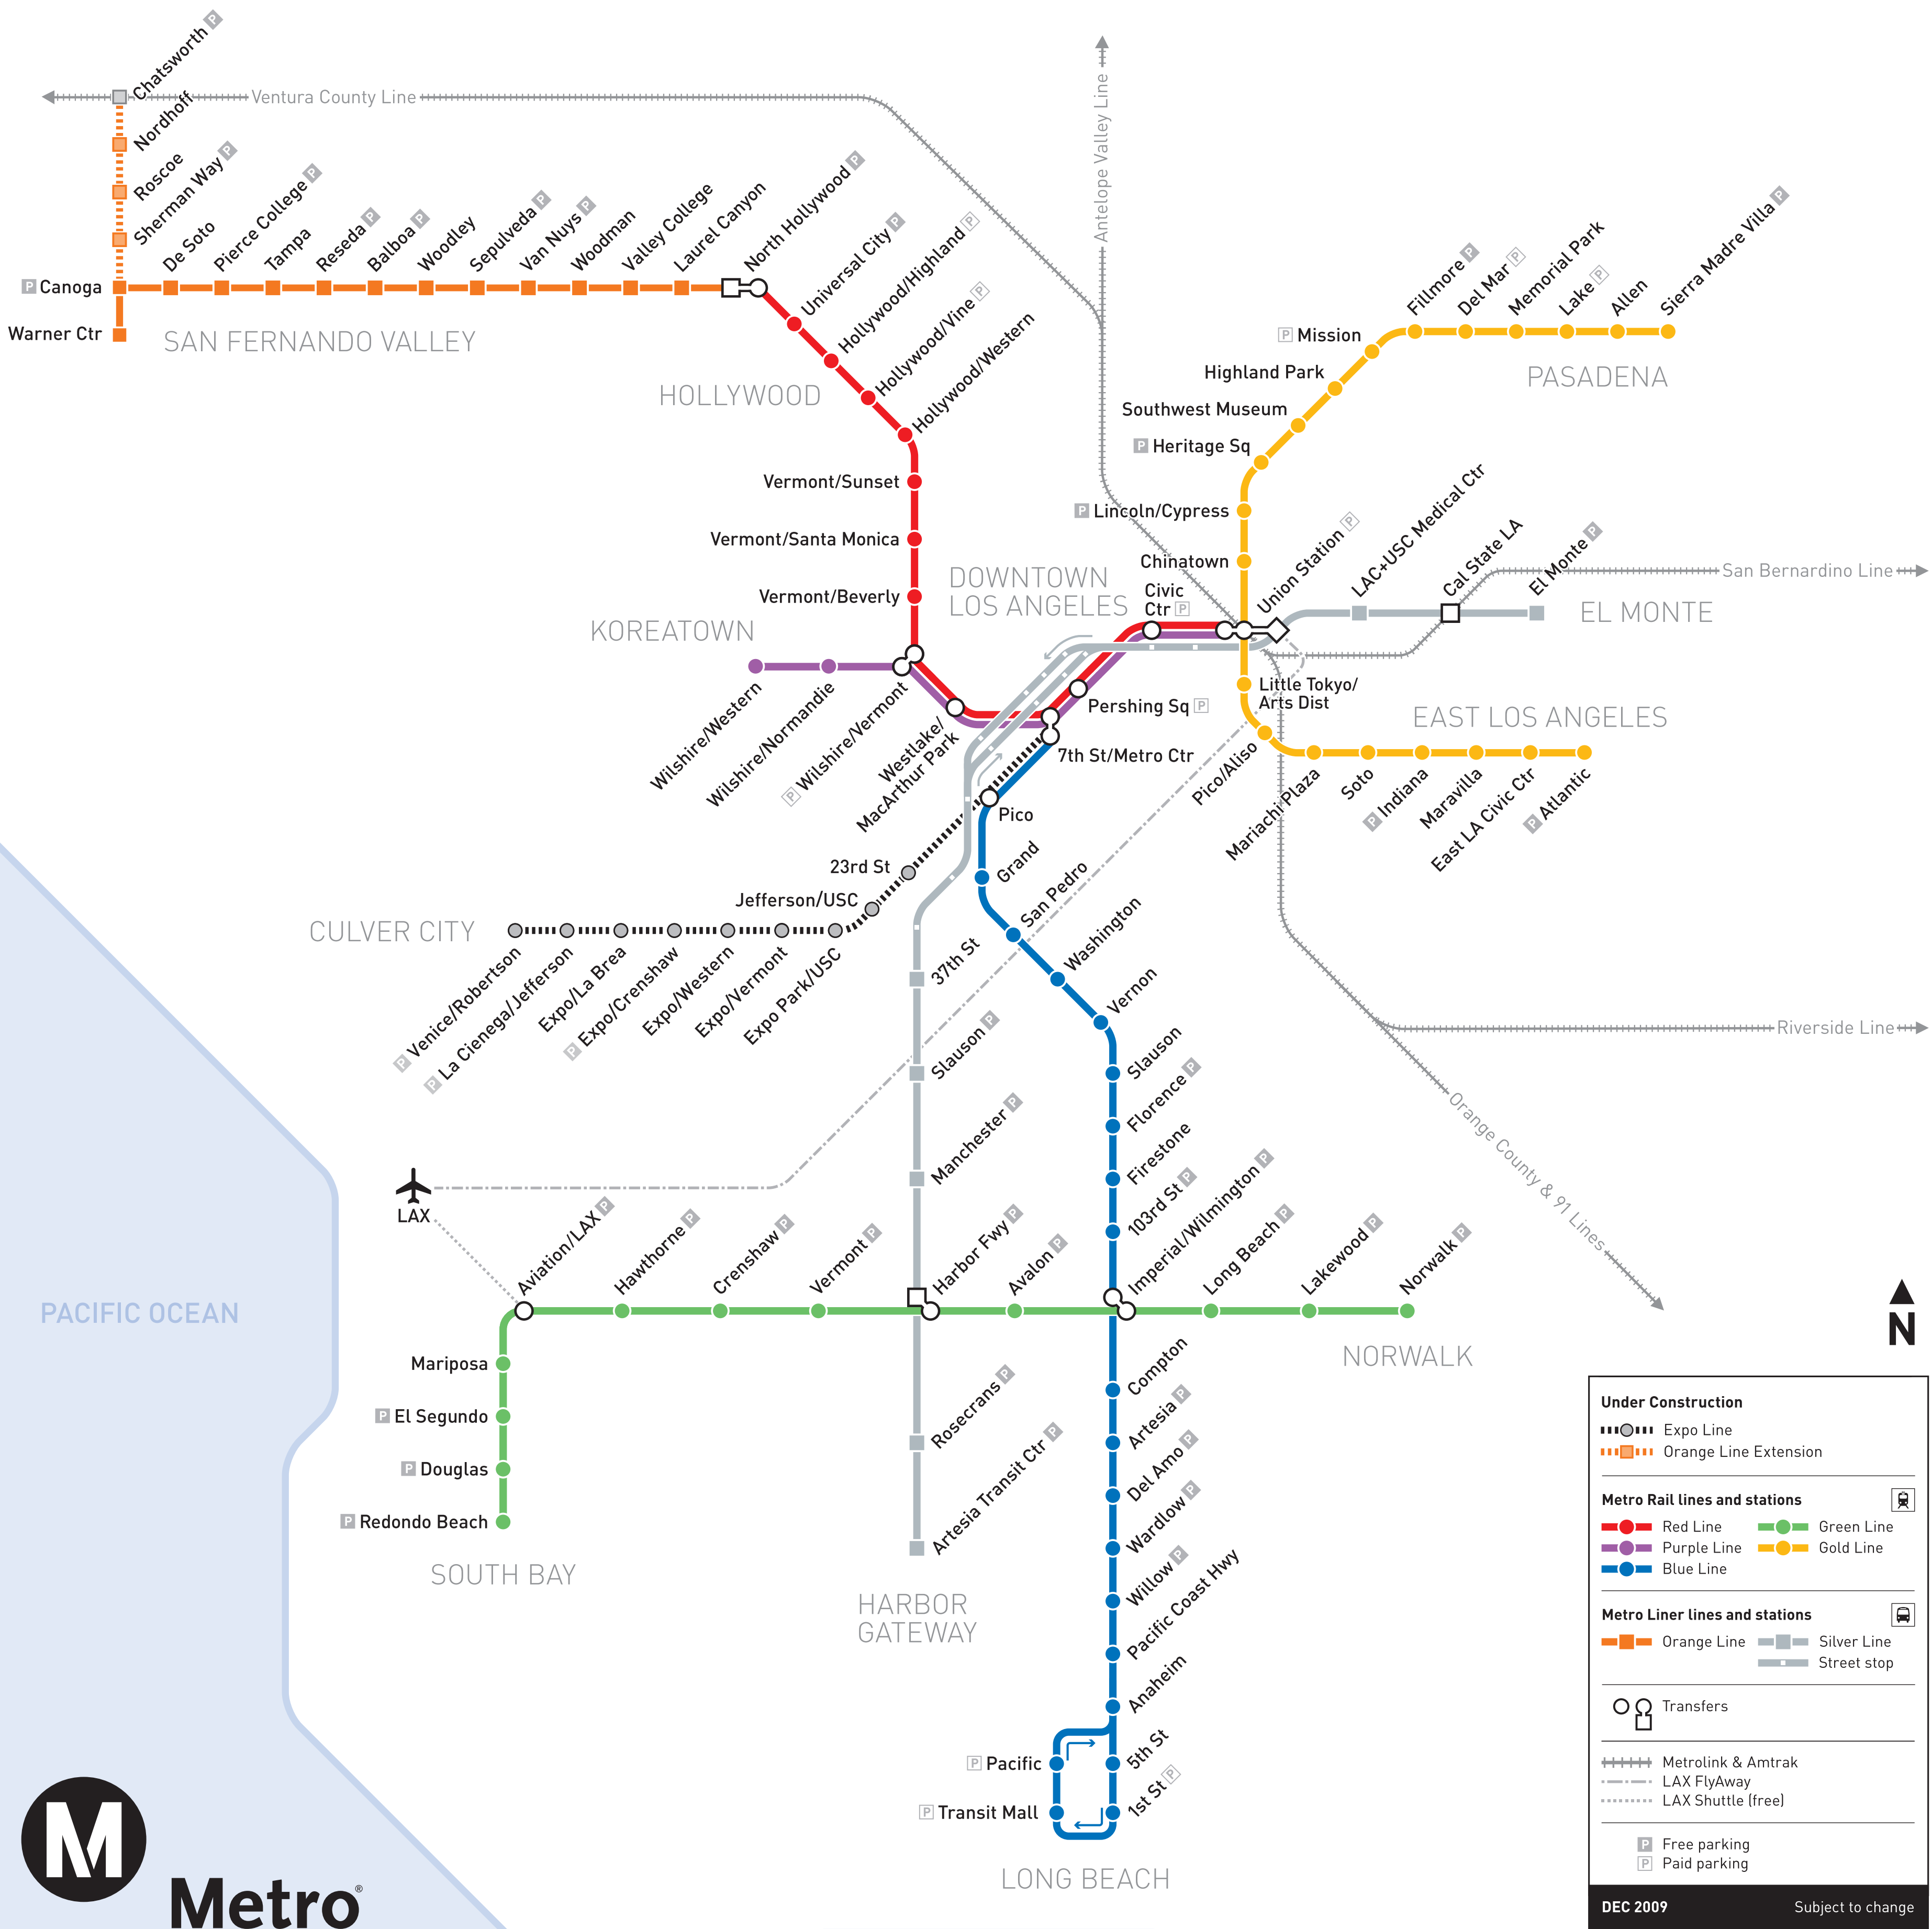 Chatsworth P
Nordhoff
Roscoe
Sherman Way P
P Canoga
Warner Ctr
De Soto
Pierce College P
Tampa
Reseda P
Balboa P
Woodley
Sepulveda P
Van Nuys P
Woodman
Valley College
Laurel Canyon
North Hollywood P
SAN FERNANDO VALLEY
Ventura County Line
Antelope Valley Line
Universal City P
Hollywood/Highland P
Hollywood/Vine P
Hollywood/Western
HOLLYWOOD
Vermont/Sunset
Vermont/Santa Monica
Vermont/Beverly
KOREATOWN
Wilshire/Western
Wilshire/Normandie
P Wilshire/Vermont
Westlake/
MacArthur Park
DOWNTOWN
LOS ANGELES
Civic
Ctr P
Pershing Sq P
7th St/Metro Ctr
Union Station P
Sierra Madre Villa P
Allen
Lake P
Memorial Park
Del Mar P
Fillmore P
P Mission
Highland Park
Southwest Museum
P Heritage Sq
P Lincoln/Cypress
Chinatown
PASADENA
LAC+USC Medical Ctr
Cal State LA
El Monte P
EL MONTE
San Bernardino Line
Little Tokyo/
Arts Dist
Pico/Aliso
Mariachi Plaza
Soto
P Indiana
Maravilla
East LA Civic Ctr
P Atlantic
EAST LOS ANGELES
Riverside Line
Orange County & 91 Lines
Pico
23rd St
Jefferson/USC
Expo Park/USC
Expo/Vermont
Expo/Western
P Expo/Crenshaw
Expo/La Brea
P La Cienega/Jefferson
P Venice/Robertson
CULVER CITY
Grand
San Pedro
Washington
Vernon
Slauson
Florence P
Firestone
103rd St P
Imperial/Wilmington P
37th St
Slauson P
Manchester P
Harbor Fwy P
Rosecrans P
Artesia Transit Ctr P
HARBOR
GATEWAY
LAX
Aviation/LAX P
Hawthorne P
Crenshaw P
Vermont P
Avalon P
Long Beach P
Lakewood P
Norwalk P
NORWALK
Mariposa
P El Segundo
P Douglas
P Redondo Beach
SOUTH BAY
Compton
Artesia P
Del Amo P
Wardlow P
Willow P
Pacific Coast Hwy
Anaheim
5th St
1st St P
P Pacific
P Transit Mall
LONG BEACH
PACIFIC OCEAN
N
Under Construction
Expo Line
Orange Line Extension
Metro Rail lines and stations
Red Line
Green Line
Purple Line
Gold Line
Blue Line
Metro Liner lines and stations
Orange Line
Silver Line
Street stop
Transfers
Metrolink & Amtrak
LAX FlyAway
LAX Shuttle (free)
P Free parking
P Paid parking
DEC 2009
Subject to change
M
Metro®